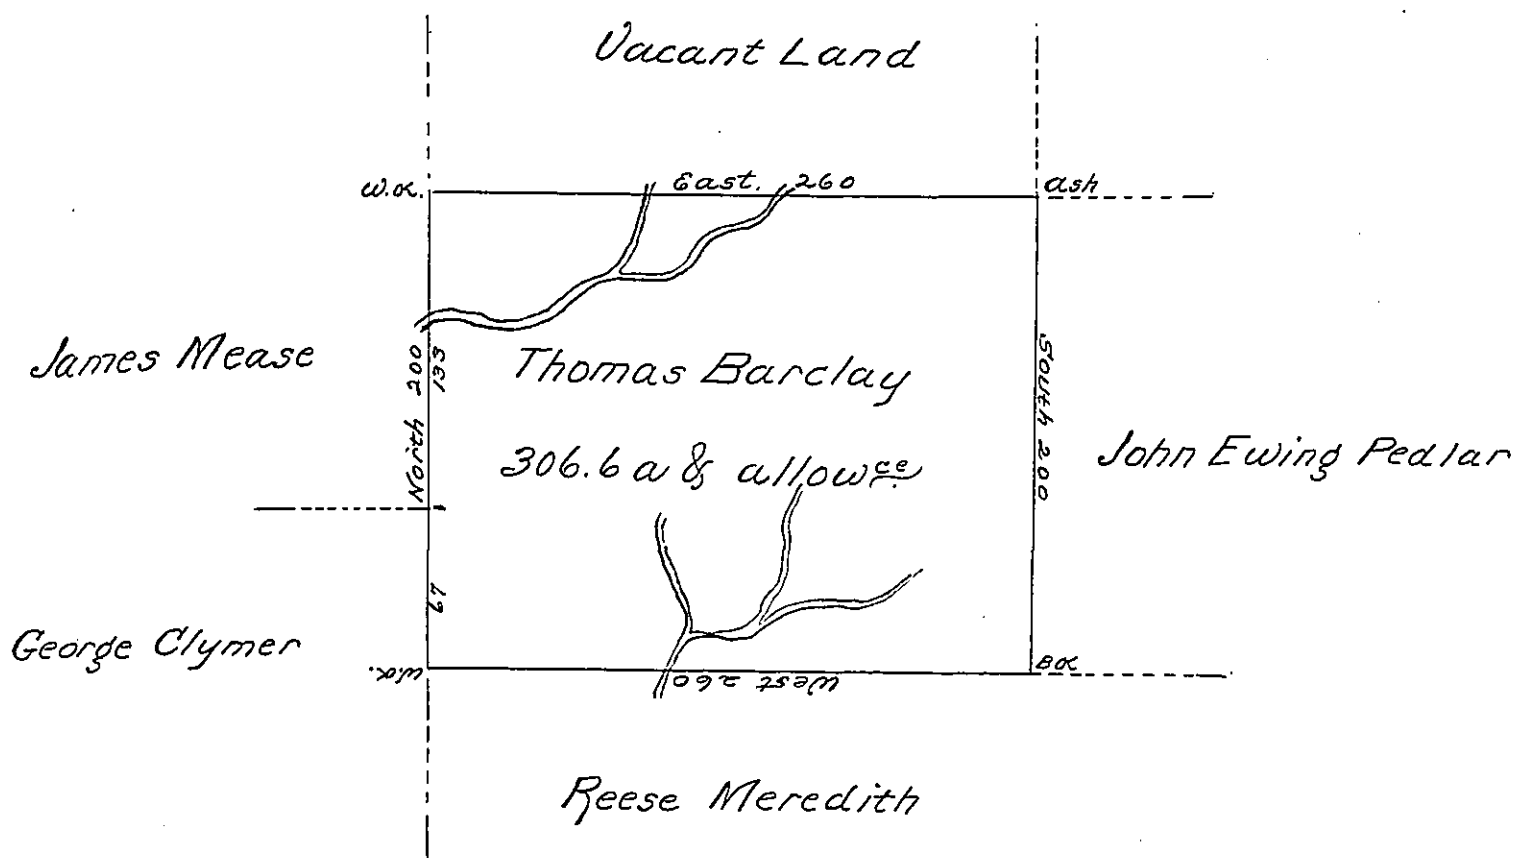 Vacant Land
W.O. East. 260 Ash
James Mease
North 200
133
Thomas Barclay
South 200
306.6 a & allowce.
John Ewing Pedlar
67
George Clymer
W.O. West 260 BO
Reese Meredith